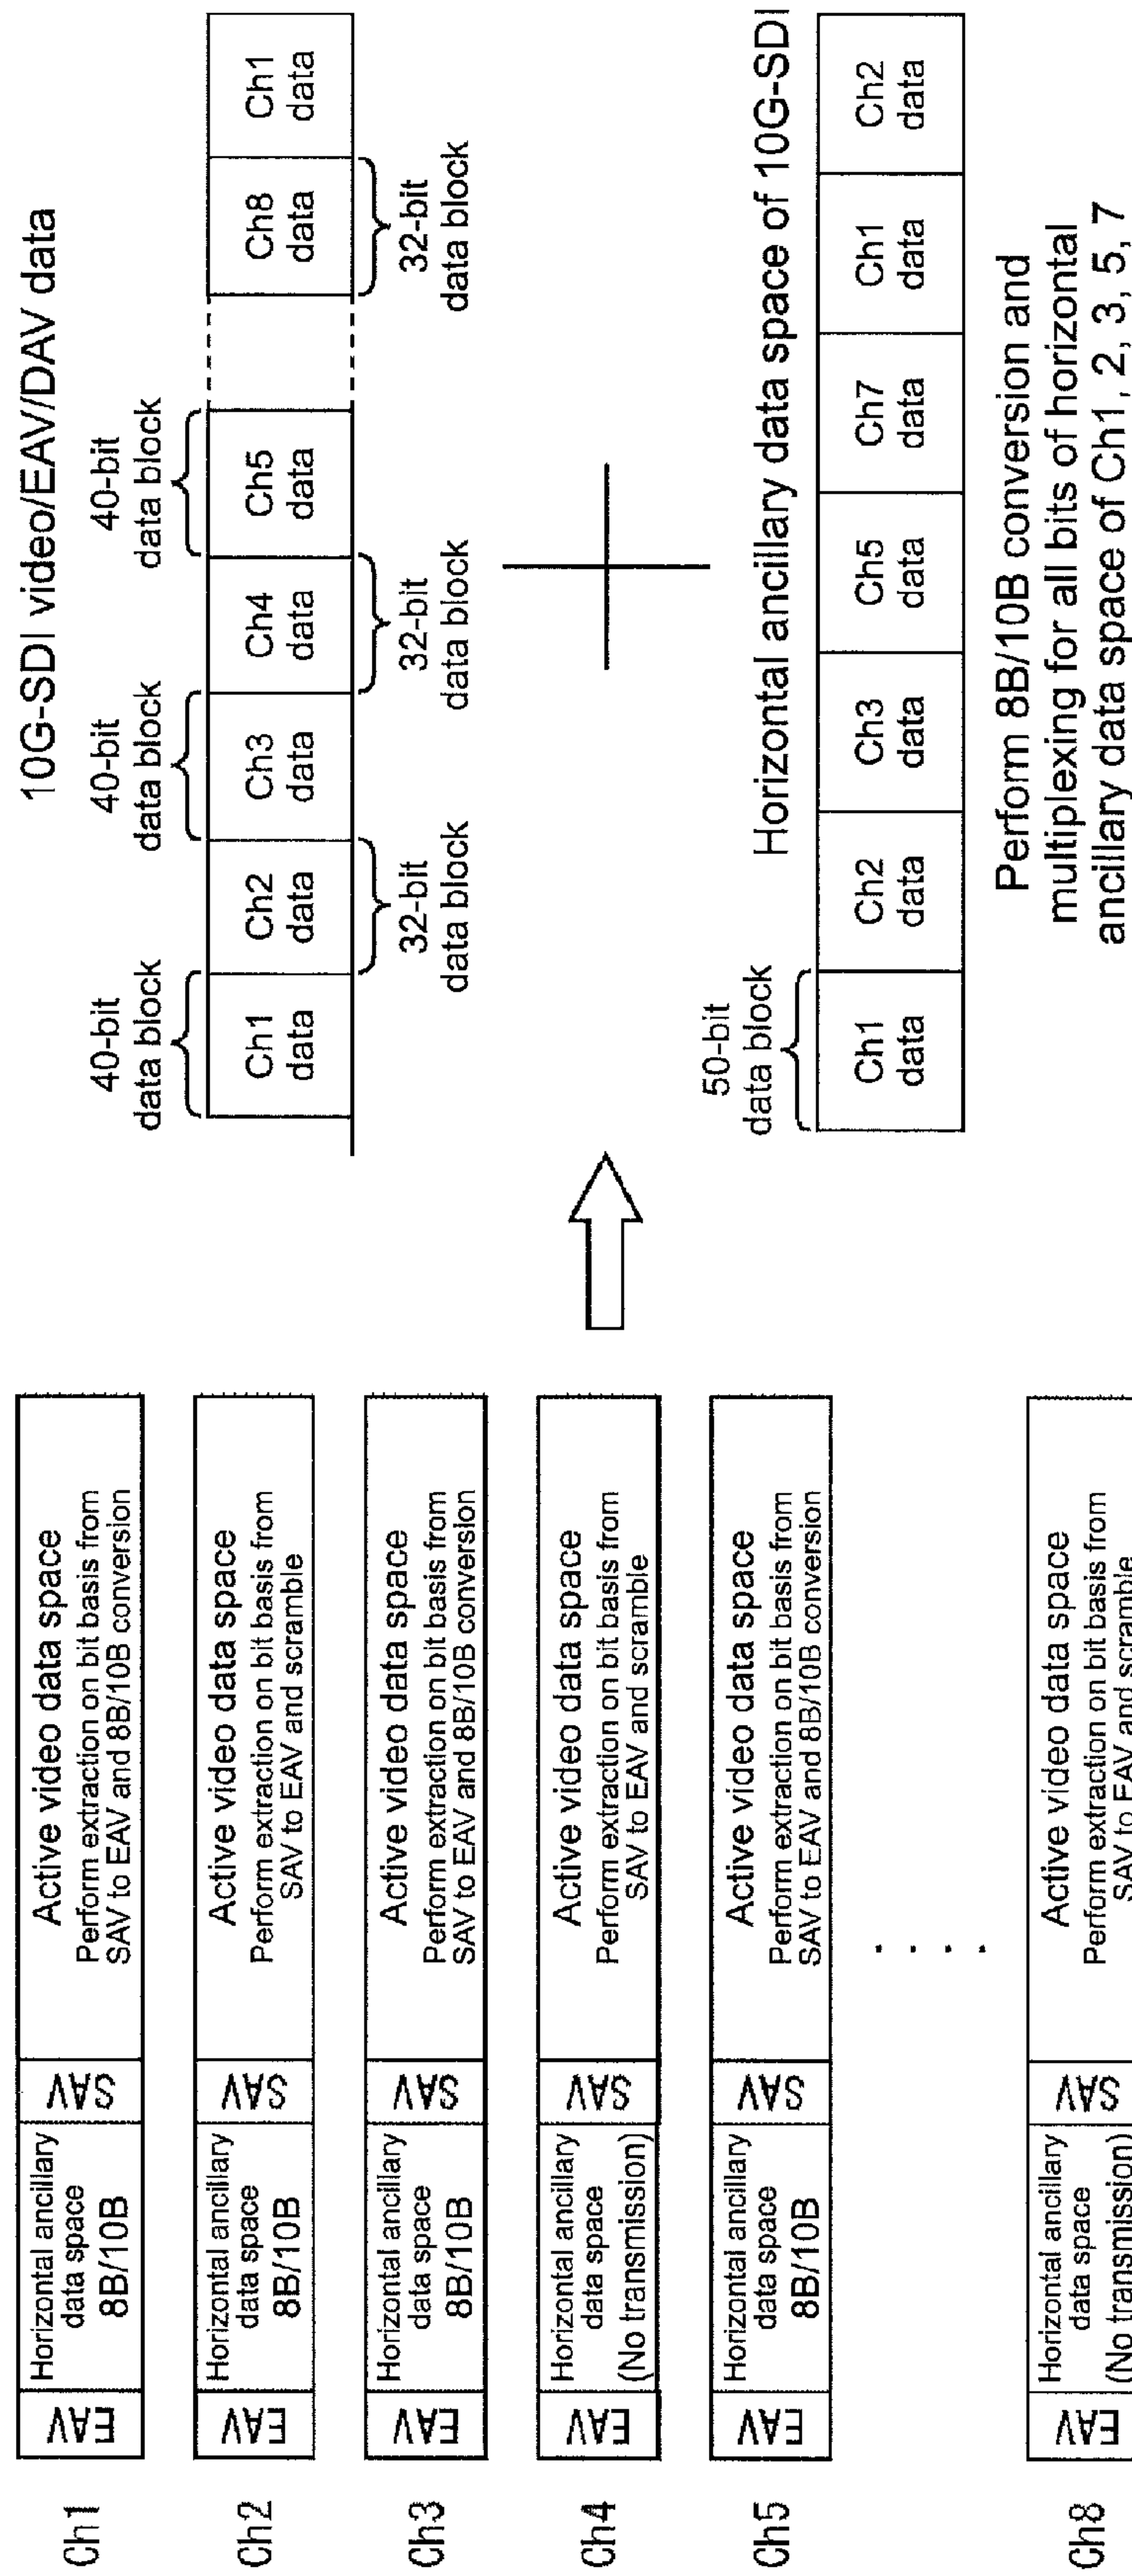 Ch1
EAV
Horizontal ancillary
data space
8B/10B
SAV
Active video data space
Perform extraction on bit basis from
SAV to EAV and 8B/10B conversion
Ch2
EAV
Horizontal ancillary
data space
8B/10B
SAV
Active video data space
Perform extraction on bit basis from
SAV to EAV and scramble
Ch3
EAV
Horizontal ancillary
data space
8B/10B
SAV
Active video data space
Perform extraction on bit basis from
SAV to EAV and 8B/10B conversion
Ch4
EAV
Horizontal ancillary
data space
(No transmission)
SAV
Active video data space
Perform extraction on bit basis from
SAV to EAV and scramble
Ch5
EAV
Horizontal ancillary
data space
8B/10B
SAV
Active video data space
Perform extraction on bit basis from
SAV to EAV and 8B/10B conversion
Ch8
EAV
Horizontal ancillary
data space
(No transmission)
SAV
Active video data space
Perform extraction on bit basis from
SAV to EAV and scramble
10G-SDI video/EAV/DAV data
40-bit
data block
40-bit
data block
40-bit
data block
Ch1
data
Ch2
data
Ch3
data
Ch4
data
Ch5
data
Ch8
data
Ch1
data
32-bit
data block
32-bit
data block
32-bit
data block
Horizontal ancillary data space of 10G-SDI
50-bit
data block
Ch1
data
Ch2
data
Ch3
data
Ch5
data
Ch7
data
Ch1
data
Ch2
data
Perform 8B/10B conversion and
multiplexing for all bits of horizontal
ancillary data space of Ch1, 2, 3, 5, 7